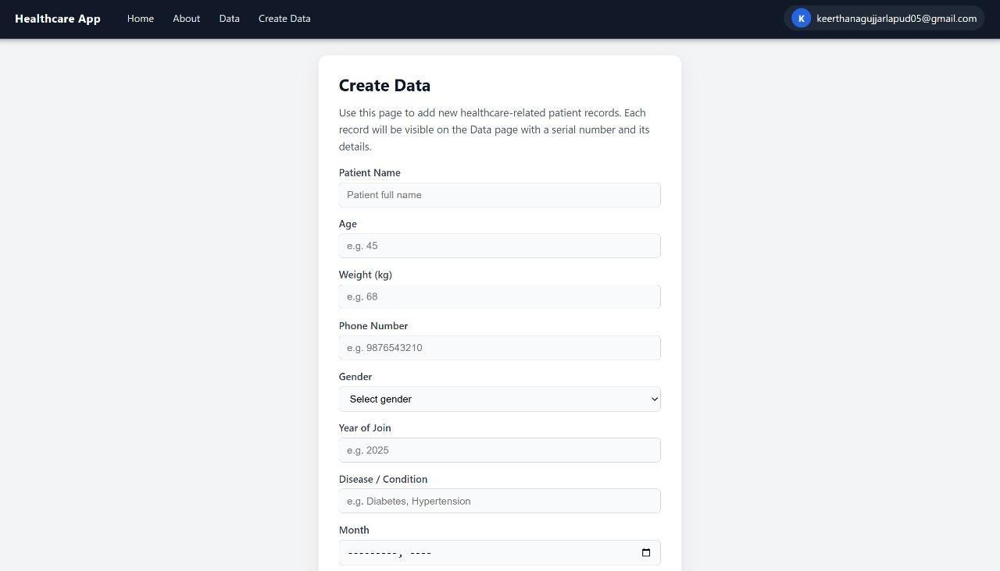 Healthcare App Home About Data Create Data K keerthanagujjarlapud05@gmail.com
Create Data
Use this page to add new healthcare-related patient records. Each
record will be visible on the Data page with a serial number and its
details.
Patient Name
Patient full name
Age
e.g. 45
Weight (kg)
e.g. 68
Phone Number
e.g. 9876543210
Gender
Select gender
Year of Join
e.g. 2025
Disease / Condition
e.g. Diabetes, Hypertension
Month
---------, ----